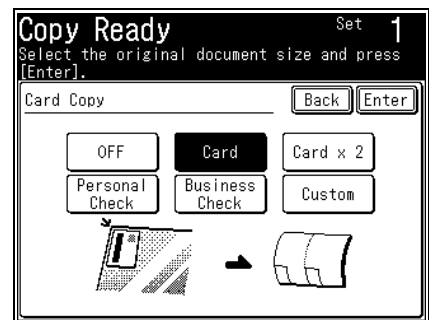 Copy Ready Set 1
Select the original document size and press
[Enter].
Card Copy Back Enter
OFF Card Card x 2
Personal Check Business Check Custom